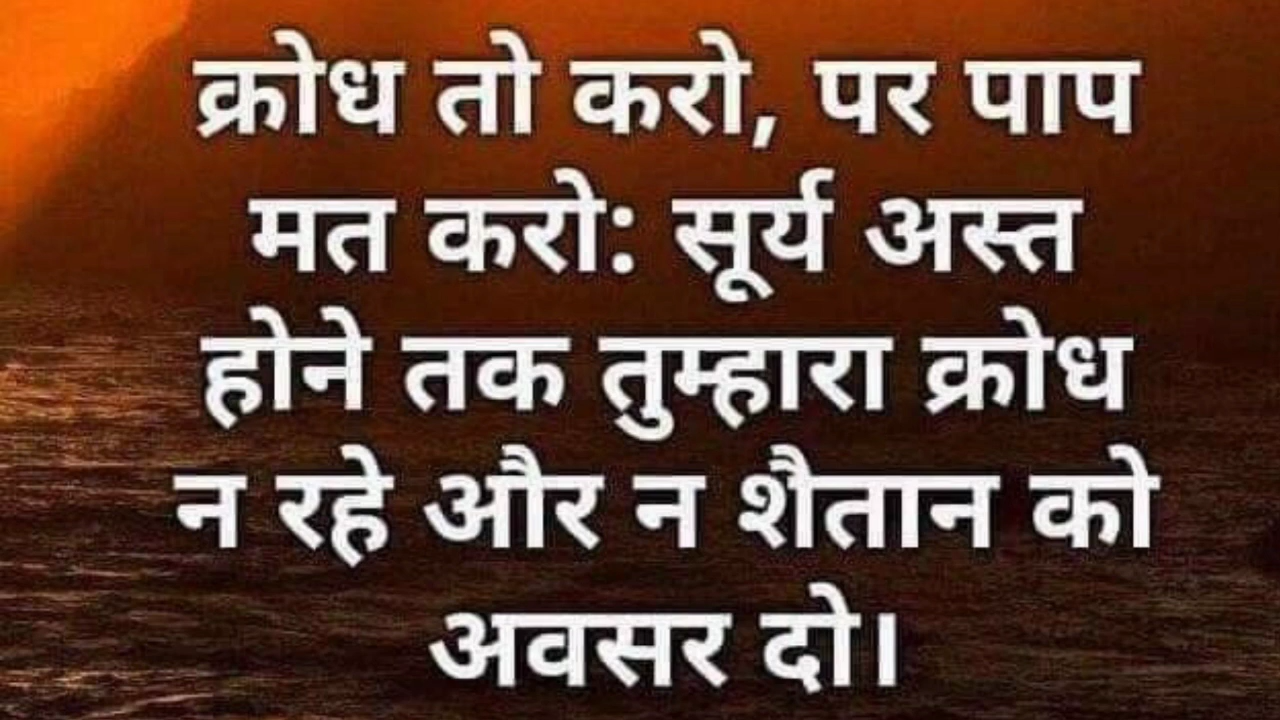 क्रोध तो करो, पर पाप
मत करो: सूर्य अस्त
होने तक तुम्हारा क्रोध
न रहे और न शैतान को
अवसर दो।